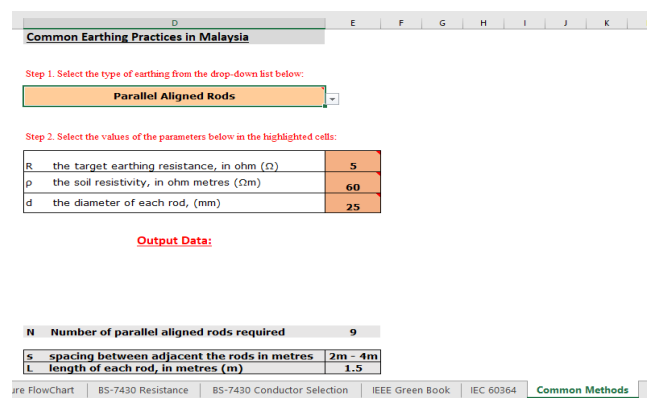 D E F G H I J K
Common Earthing Practices in Malaysia
Step 1. Select the type of earthing from the drop-down list below:
Parallel Aligned Rods
Step 2. Select the values of the parameters below in the highlighted cells:
R the target earthing resistance, in ohm (Ω) 5
ρ the soil resistivity, in ohm metres (Ωm) 60
d the diameter of each rod, (mm) 25
Output Data:
N Number of parallel aligned rods required 9
s spacing between adjacent the rods in metres 2m - 4m
L length of each rod, in metres (m) 1.5
ure FlowChart BS-7430 Resistance BS-7430 Conductor Selection IEEE Green Book IEC 60364 Common Methods